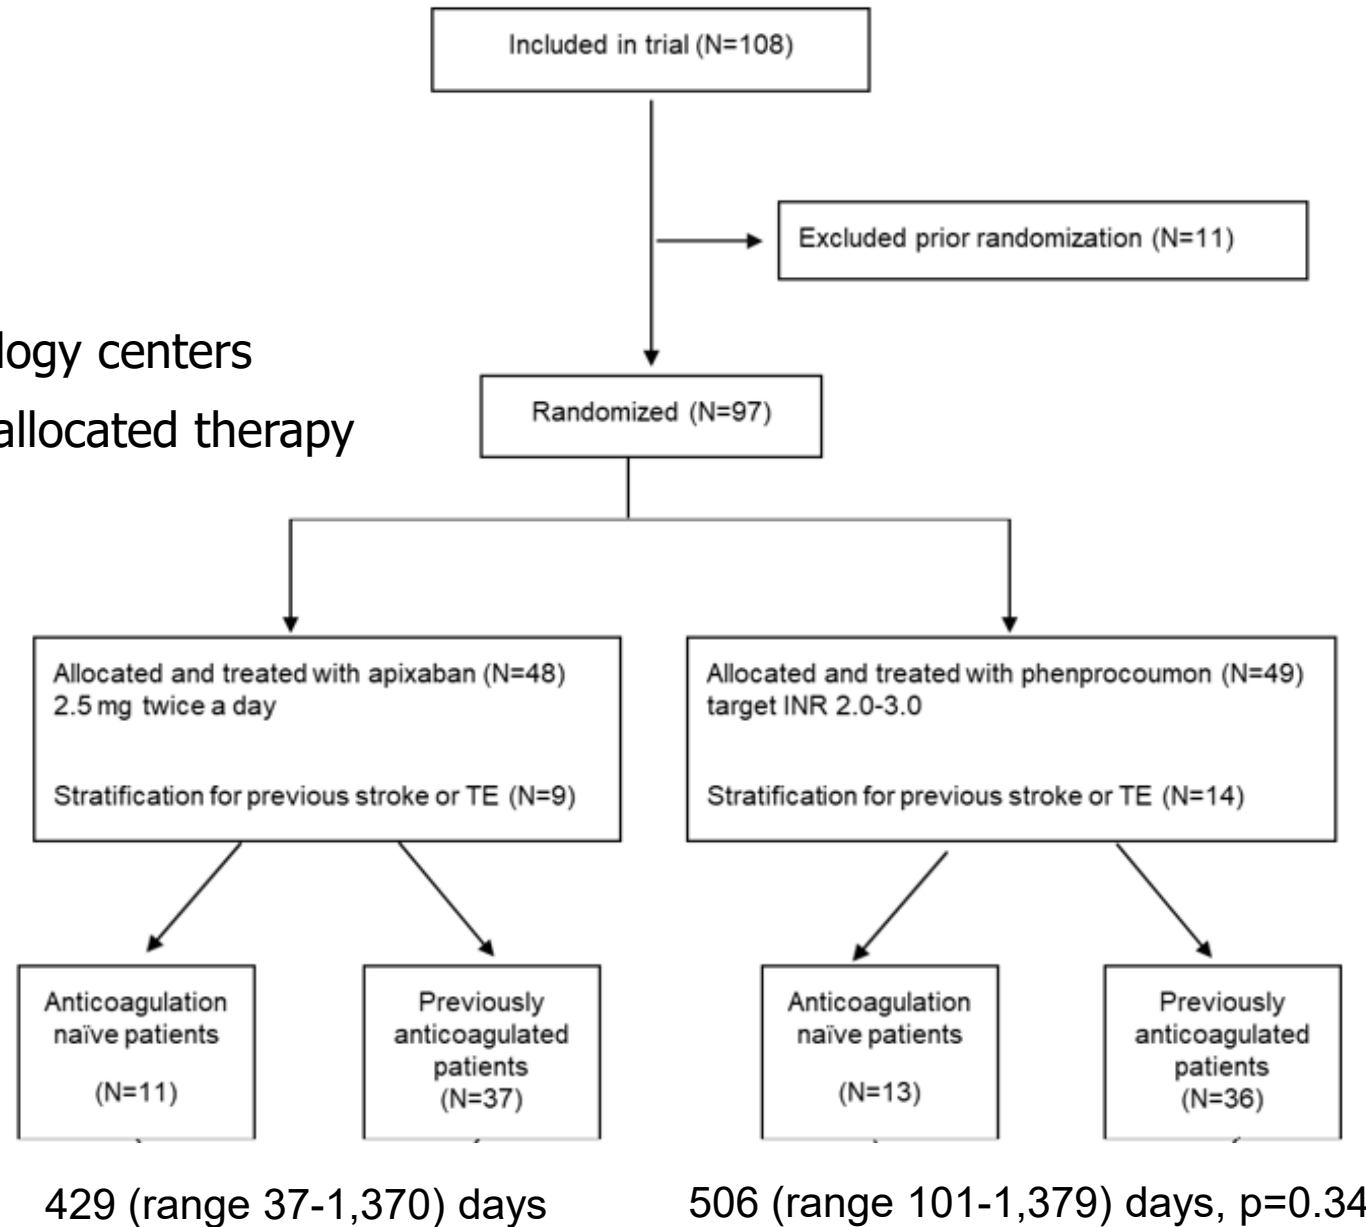 Included in trial (N=108)
Excluded prior randomization (N=11)
logy centers
Randomized (N=97)
allocated therapy
Allocated and treated with apixaban (N=48)
2.5 mg twice a day
Stratification for previous stroke or TE (N=9)
Allocated and treated with phenprocoumon (N=49)
target INR 2.0-3.0
Stratification for previous stroke or TE (N=14)
Anticoagulation
naïve patients
(N=11)
Previously
anticoagulated
patients
(N=37)
Anticoagulation
naïve patients
(N=13)
Previously
anticoagulated
patients
(N=36)
429 (range 37-1,370) days
506 (range 101-1,379) days, p=0.34